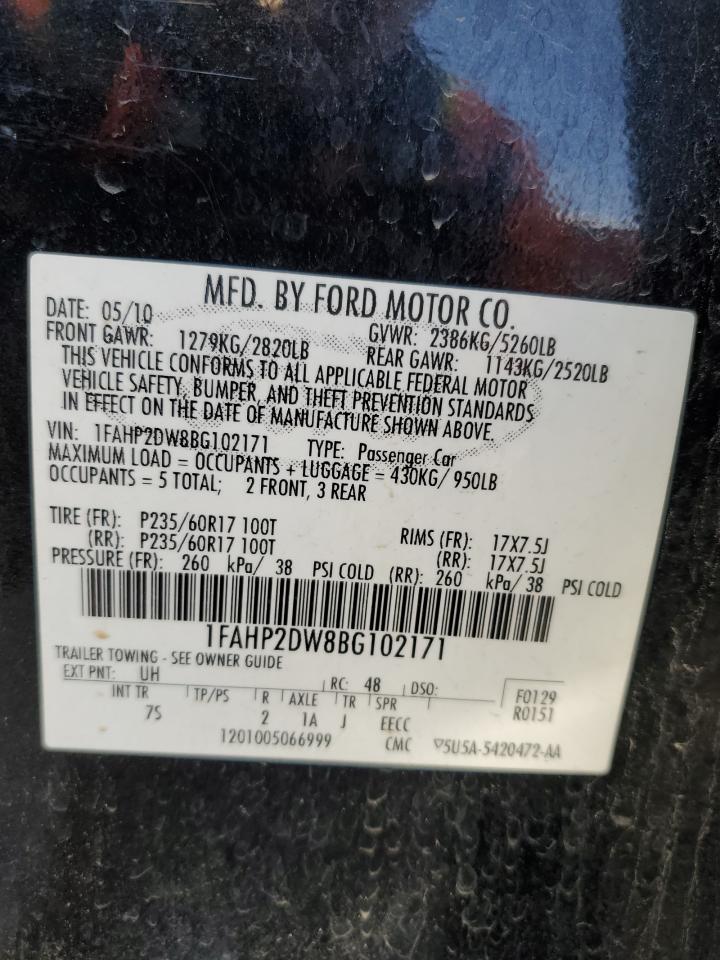 MFD. BY FORD MOTOR CO.
DATE: 05/10 GVWR: 2386KG/5260LB
FRONT GAWR: 1279KG/2820LB REAR GAWR: 1143KG/2520LB
THIS VEHICLE CONFORMS TO ALL APPLICABLE FEDERAL MOTOR
VEHICLE SAFETY, BUMPER, AND THEFT PREVENTION STANDARDS
IN EFFECT ON THE DATE OF MANUFACTURE SHOWN ABOVE.
VIN: 1FAHP2DW8BG102171 TYPE: Passenger Car
MAXIMUM LOAD = OCCUPANTS + LUGGAGE = 430KG/ 950LB
OCCUPANTS = 5 TOTAL; 2 FRONT, 3 REAR
TIRE (FR): P235/60R17 100T RIMS (FR): 17X7.5J
(RR): P235/60R17 100T (RR): 17X7.5J
PRESSURE (FR): 260 kPa/ 38 PSI COLD (RR): 260 kPa/ 38 PSI COLD
1FAHP2DW8BG102171
TRAILER TOWING - SEE OWNER GUIDE
EXT PNT: UH RC: 48 DSO: F0129
INT TR TP/PS R AXLE TR SPR R0151
7S 2 1A J EECC
1201005066999 CMC ▽5U5A-5420472-AA